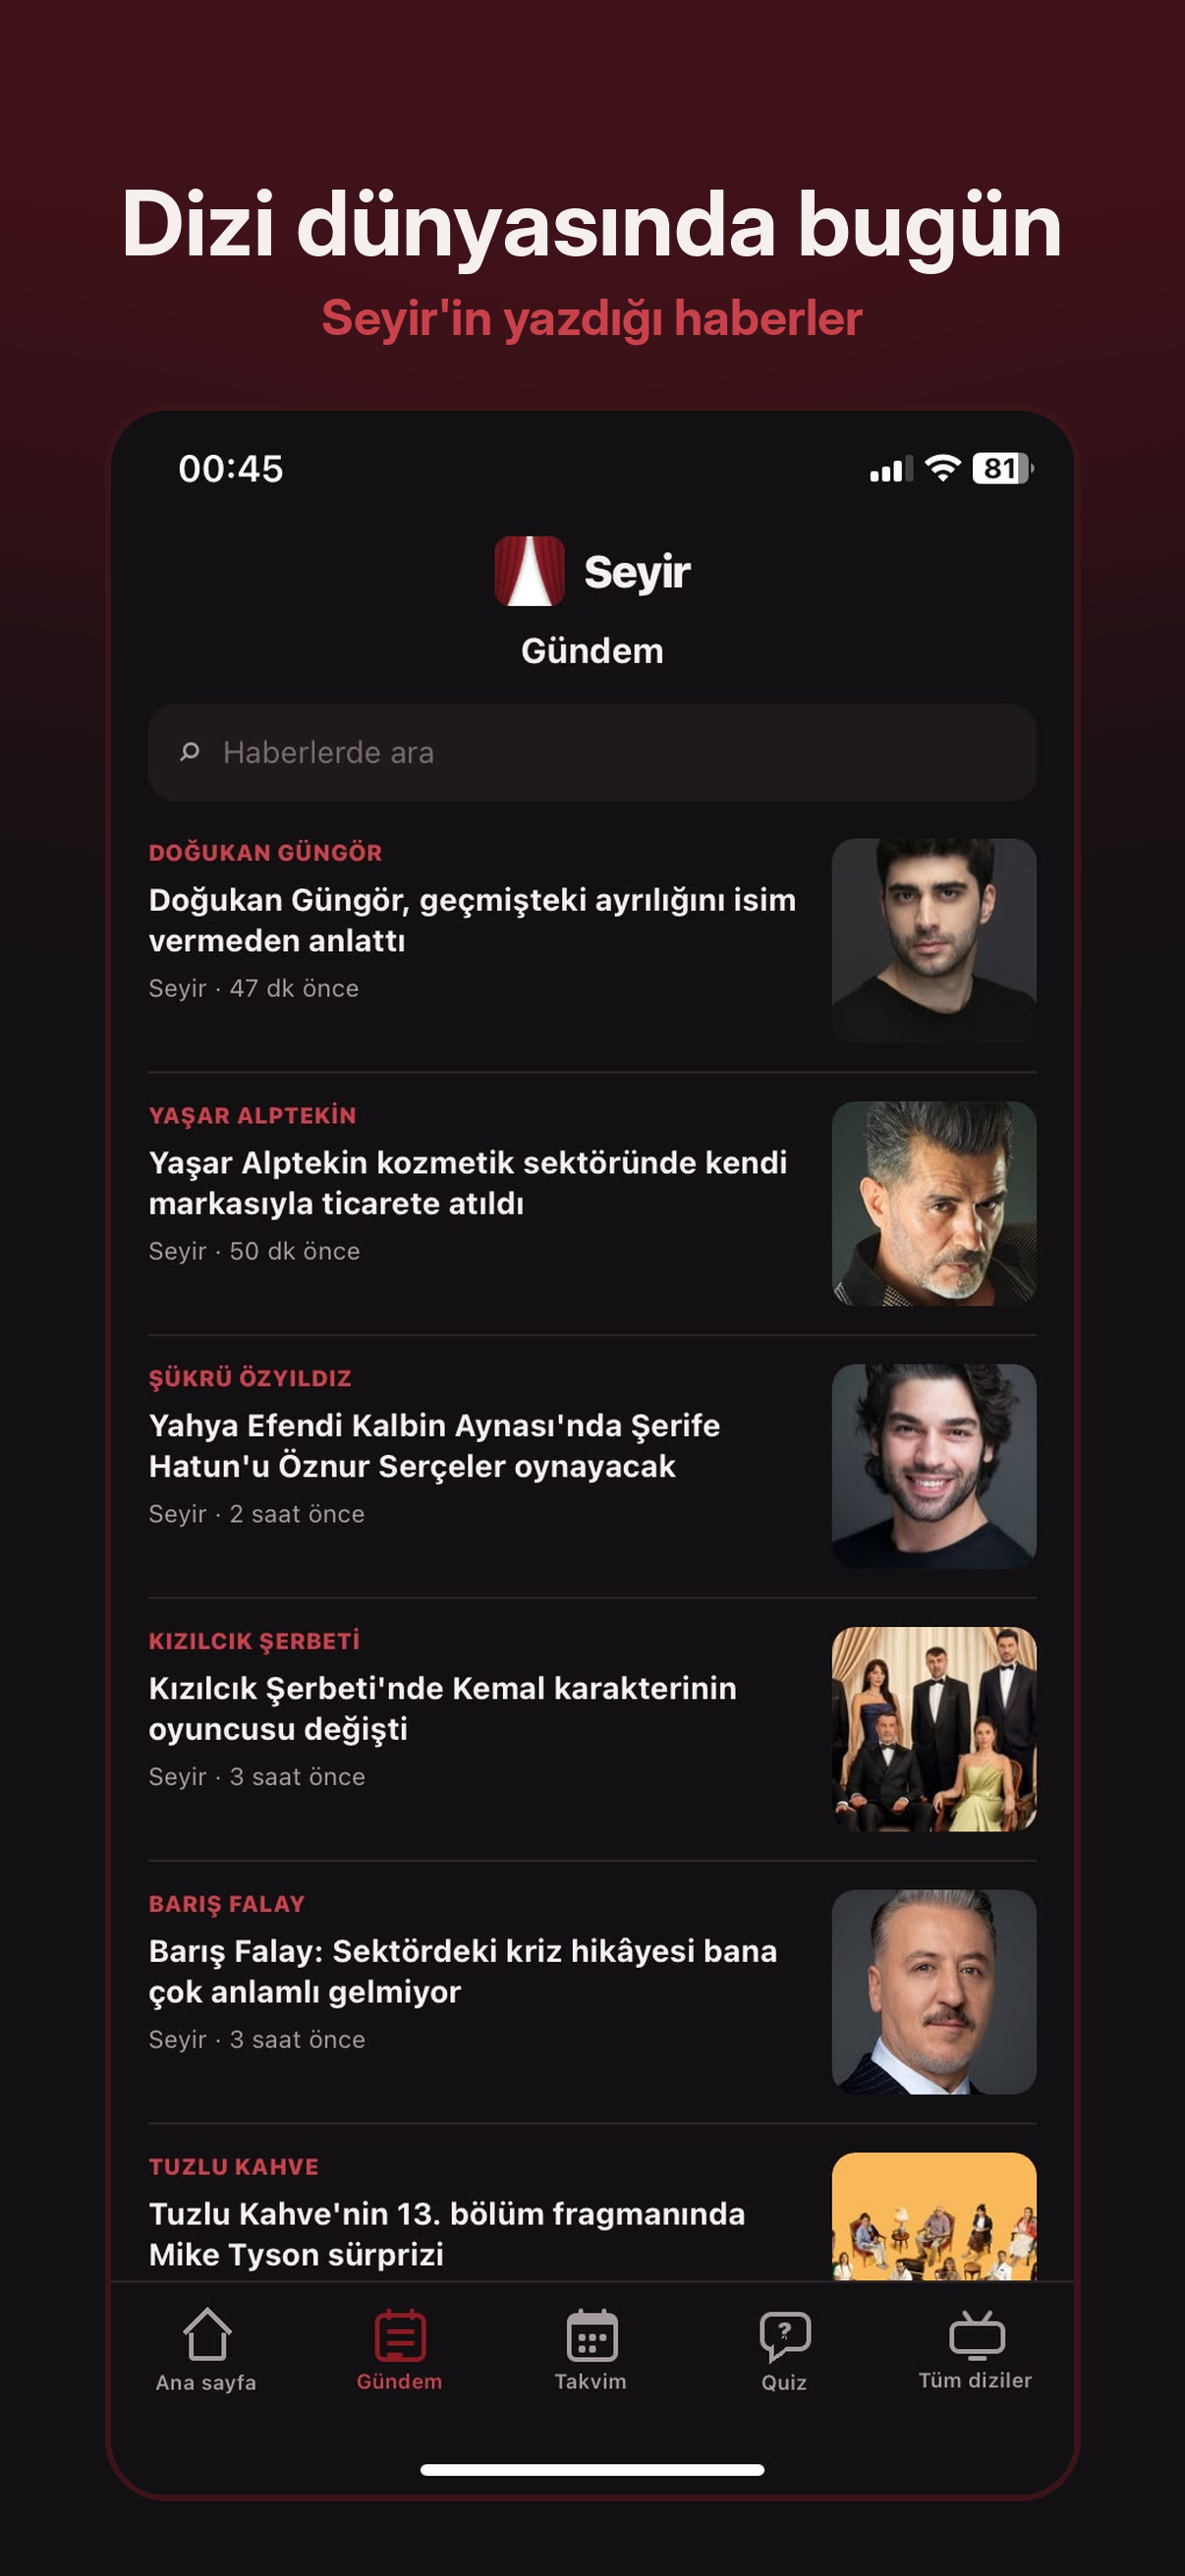 Dizi dünyasında bugün
Seyir'in yazdığı haberler
00:45
81
Seyir
Gündem
Haberlerde ara
DOĞUKAN GÜNGÖR
Doğukan Güngör, geçmişteki ayrılığını isim
vermeden anlattı
Seyir · 47 dk önce
YAŞAR ALPTEKİN
Yaşar Alptekin kozmetik sektöründe kendi
markasıyla ticarete atıldı
Seyir · 50 dk önce
ŞÜKRÜ ÖZYILDIZ
Yahya Efendi Kalbin Aynası'nda Şerife
Hatun'u Öznur Serçeler oynayacak
Seyir · 2 saat önce
KIZILCIK ŞERBETİ
Kızılcık Şerbeti'nde Kemal karakterinin
oyuncusu değişti
Seyir · 3 saat önce
BARIŞ FALAY
Barış Falay: Sektördeki kriz hikâyesi bana
çok anlamlı gelmiyor
Seyir · 3 saat önce
TUZLU KAHVE
Tuzlu Kahve'nin 13. bölüm fragmanında
Mike Tyson sürprizi
Ana sayfa
Gündem
Takvim
Quiz
Tüm diziler